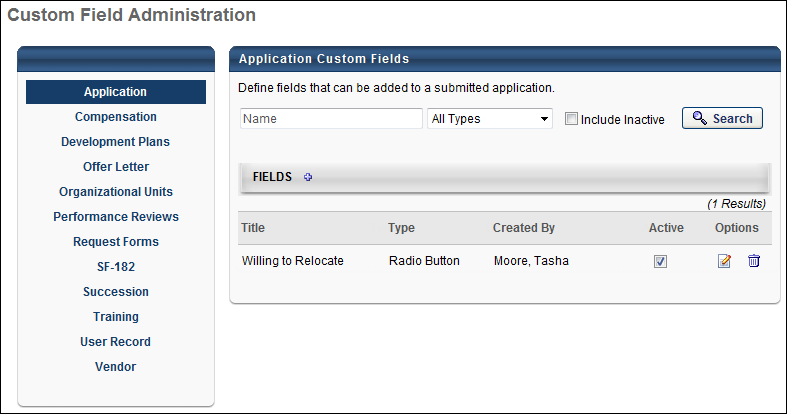 Custom Field Administration
Application
Compensation
Development Plans
Offer Letter
Organizational Units
Performance Reviews
Request Forms
SF-182
Succession
Training
User Record
Vendor
Application Custom Fields
Define fields that can be added to a submitted application.
Name All Types Include Inactive Search
FIELDS
(1 Results)
Title Type Created By Active Options
Willing to Relocate Radio Button Moore, Tasha